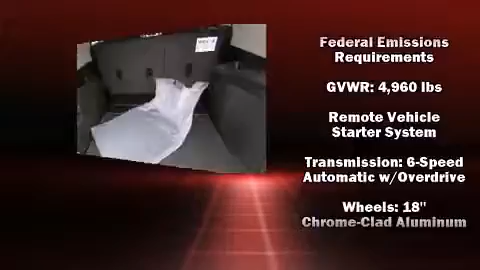 Federal Emissions
Requirements
GVWR: 4,960 lbs
Remote Vehicle
Starter System
Transmission: 6-Speed
Automatic w/Overdrive
Wheels: 18"
Chrome-Clad Aluminum